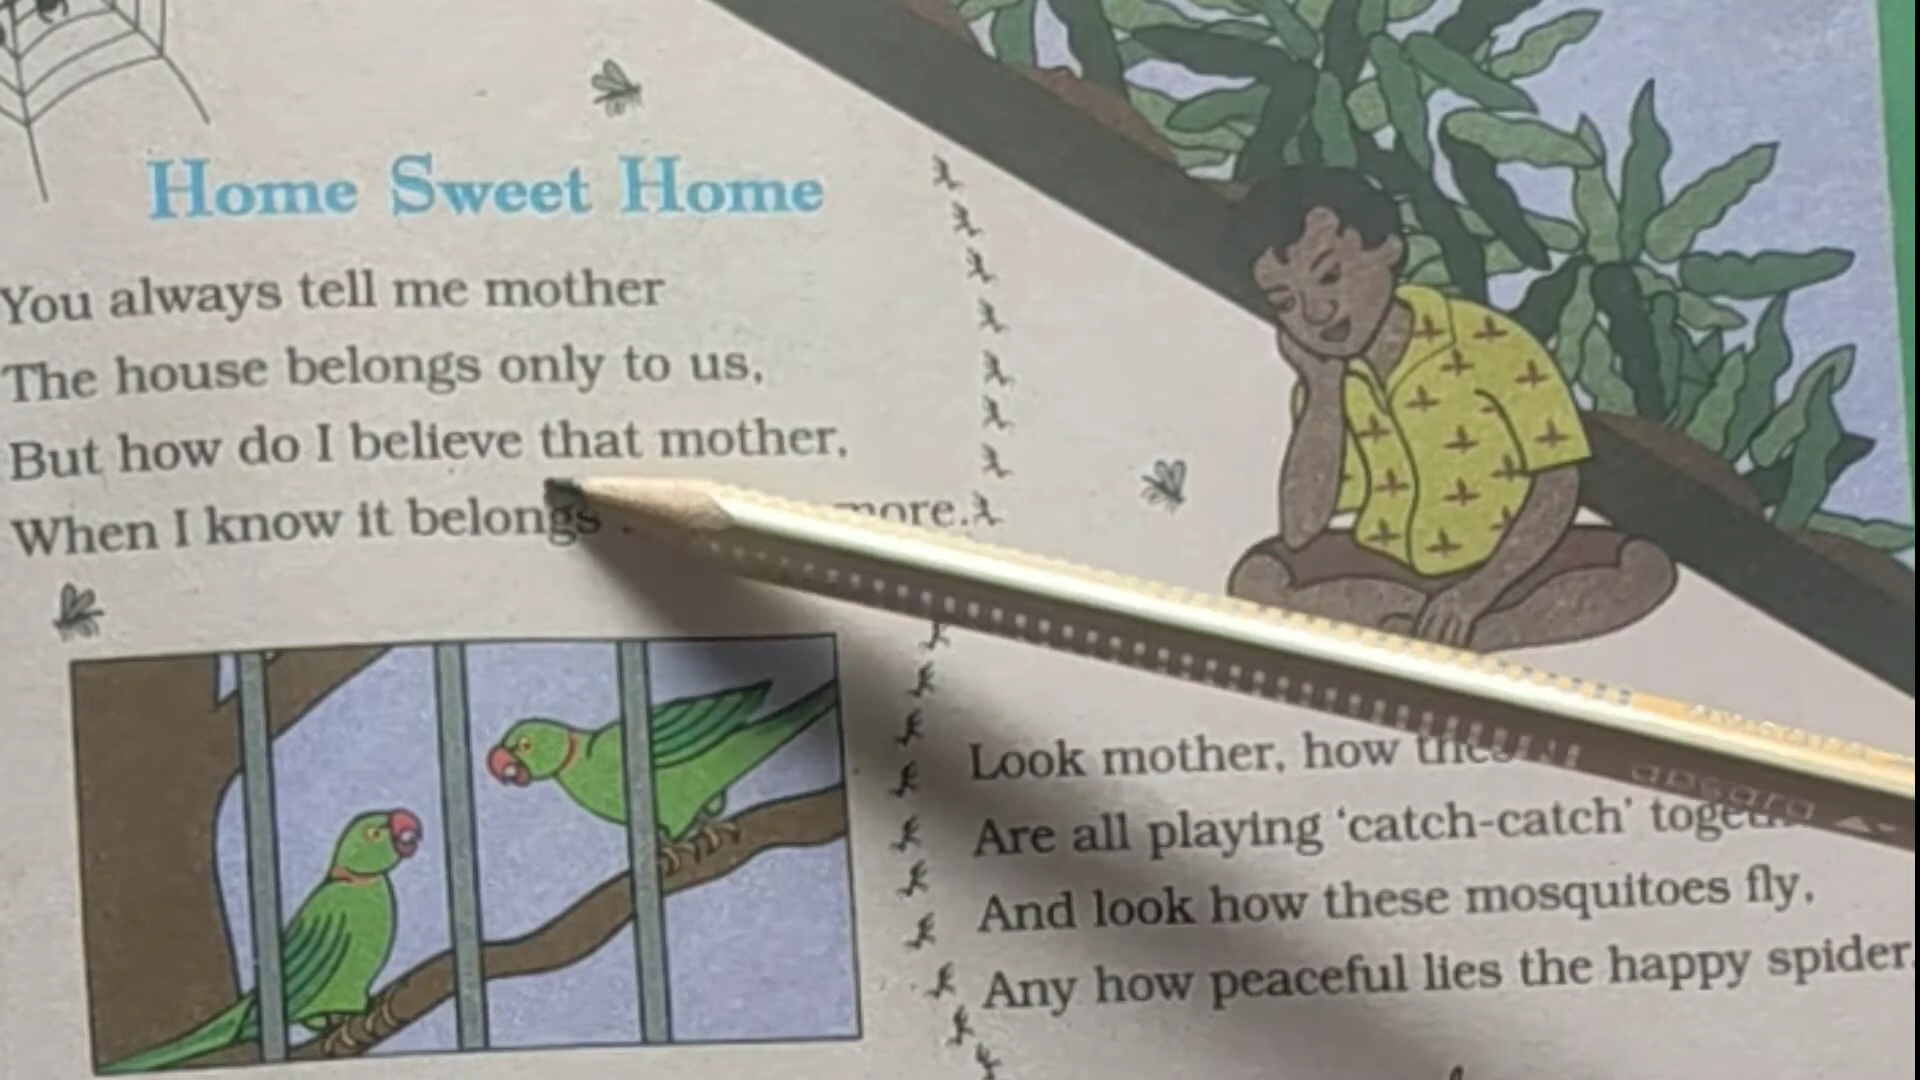 Home Sweet Home
You always tell me mother
The house belongs only to us,
But how do I believe that mother,
When I know it belongs more.
Look mother, how
Are all playing ‘catch-catch’
And look how these mosquitoes fly,
Any how peaceful lies the happy spider
apsara